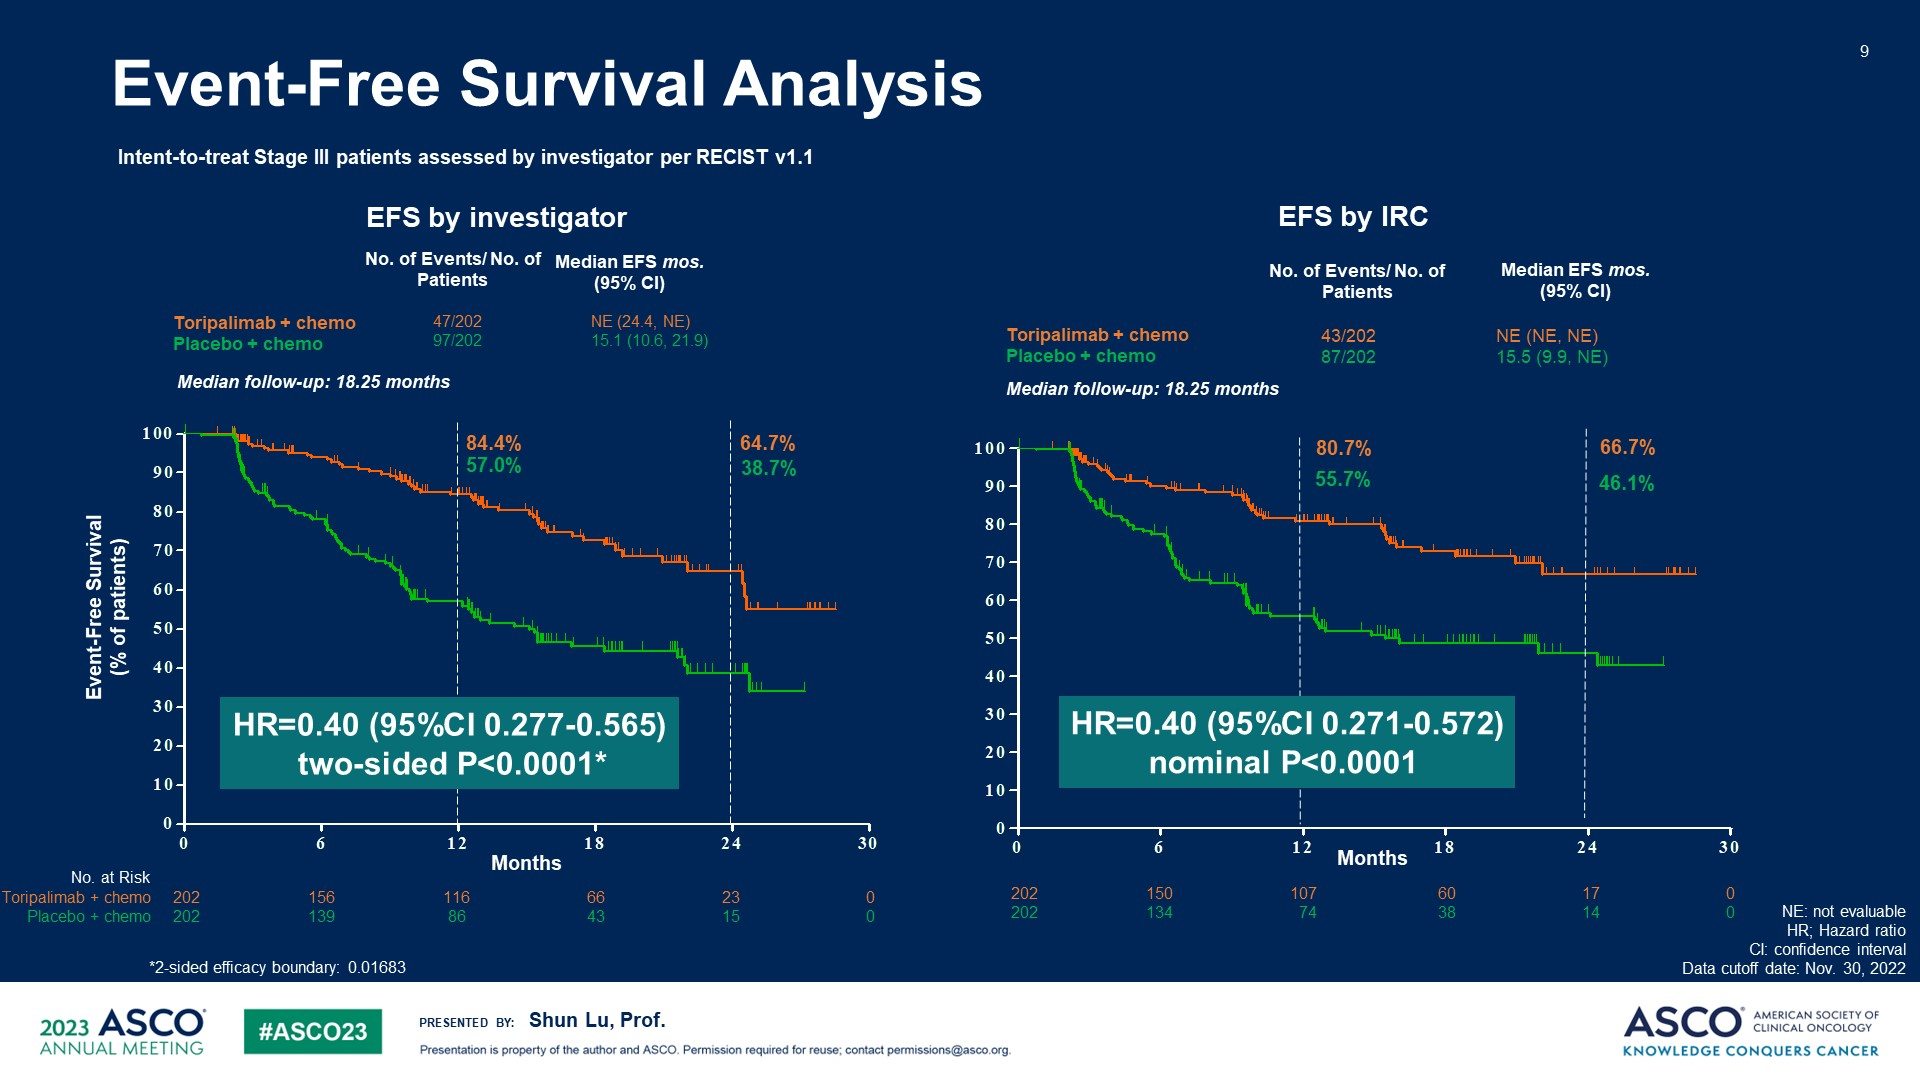 9
Event-Free Survival Analysis
Intent-to-treat Stage III patients assessed by investigator per RECIST v1.1
EFS by investigator
No. of Events/ No. of Patients
Median EFS mos. (95% CI)
Toripalimab + chemo 47/202 NE (24.4, NE)
Placebo + chemo 97/202 15.1 (10.6, 21.9)
Median follow-up: 18.25 months
84.4%
57.0%
64.7%
38.7%
Event-Free Survival
(% of patients)
100
90
80
70
60
50
40
30
20
10
0
HR=0.40 (95%CI 0.277-0.565)
two-sided P<0.0001*
0 6 12 18 24 30
Months
No. at Risk
Toripalimab + chemo 202 156 116 66 23 0
Placebo + chemo 202 139 86 43 15 0
*2-sided efficacy boundary: 0.01683
EFS by IRC
No. of Events/ No. of Patients
Median EFS mos. (95% CI)
Toripalimab + chemo 43/202 NE (NE, NE)
Placebo + chemo 87/202 15.5 (9.9, NE)
Median follow-up: 18.25 months
80.7%
55.7%
66.7%
46.1%
100
90
80
70
60
50
40
30
20
10
0
HR=0.40 (95%CI 0.271-0.572)
nominal P<0.0001
0 6 12 18 24 30
Months
202 150 107 60 17 0
202 134 74 38 14 0
NE: not evaluable
HR; Hazard ratio
CI: confidence interval
Data cutoff date: Nov. 30, 2022
2023 ASCO®
ANNUAL MEETING
#ASCO23
PRESENTED BY: Shun Lu, Prof.
Presentation is property of the author and ASCO. Permission required for reuse; contact permissions@asco.org.
ASCO® AMERICAN SOCIETY OF
CLINICAL ONCOLOGY
KNOWLEDGE CONQUERS CANCER